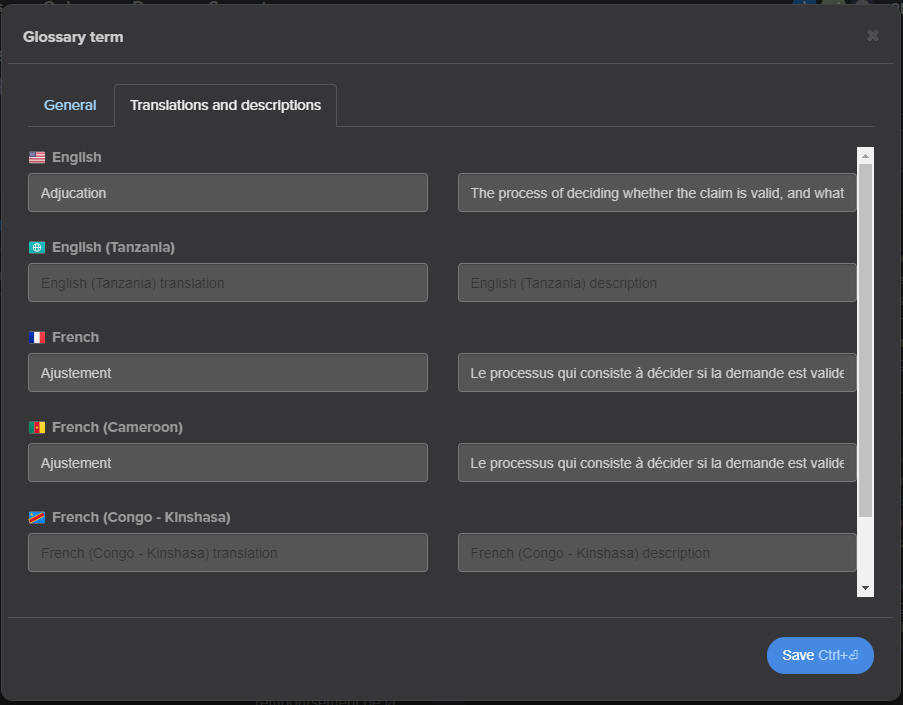 Glossary term
General
Translations and descriptions
English
Adjucation
The process of deciding whether the claim is valid, and what
English (Tanzania)
English (Tanzania) translation
English (Tanzania) description
French
Ajustement
Le processus qui consiste à décider si la demande est valide
French (Cameroon)
Ajustement
Le processus qui consiste à décider si la demande est valide
French (Congo - Kinshasa)
French (Congo - Kinshasa) translation
French (Congo - Kinshasa) description
Save Ctrl+⏎